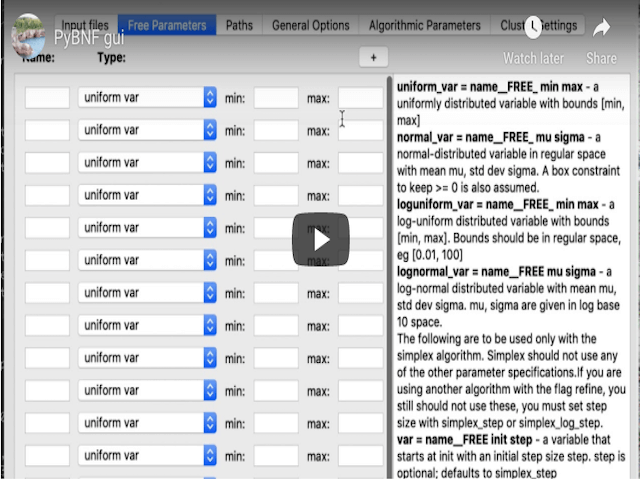 Input files Free Parameters Paths General Options Algorithmic Parameters Cluster Settings
PyBNF gui
Watch later Share
Name: Type: +
uniform var min: max:
uniform var min: max:
uniform var min: max:
uniform var min: max:
uniform var min: max:
uniform var min: max:
uniform var min: max:
uniform var min: max:
uniform var min: max:
uniform var min: max:
uniform var min: max:
uniform var min: max:
uniform_var = name__FREE_ min max - a
uniformly distributed variable with bounds [min,
max]
normal_var = name__FREE_ mu sigma - a
normal-distributed variable in regular space
with mean mu, std dev sigma. A box constraint
to keep >= 0 is also assumed.
loguniform_var = name__FREE_ min max - a
log-uniform distributed variable with bounds
[min, max]. Bounds should be in regular space,
eg [0.01, 100]
lognormal_var = name__FREE mu sigma - a
log-normal distributed variable with mean mu,
std dev sigma. mu, sigma are given in log base
10 space.
The following are to be used only with the
simplex algorithm. Simplex should not use any
of the other parameter specifications.If you are
using another algorithm with the flag refine, you
still should not use these, you must set step
size with simplex_step or simplex_log_step.
var = name__FREE init step - a variable that
starts at init with an initial step size step. step is
optional; defaults to simplex_step